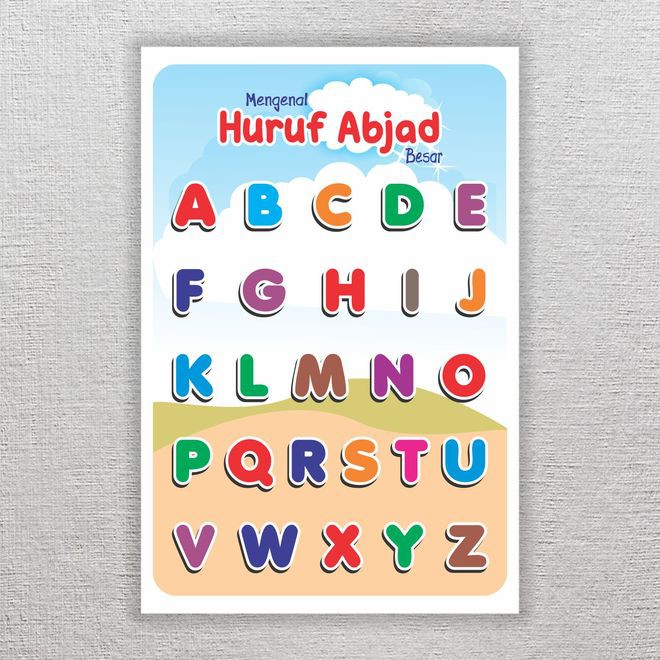 Mengenal
Huruf Abjad
Besar
A B C D E
F G H I J
K L M N O
P Q R S T U
V W X Y Z